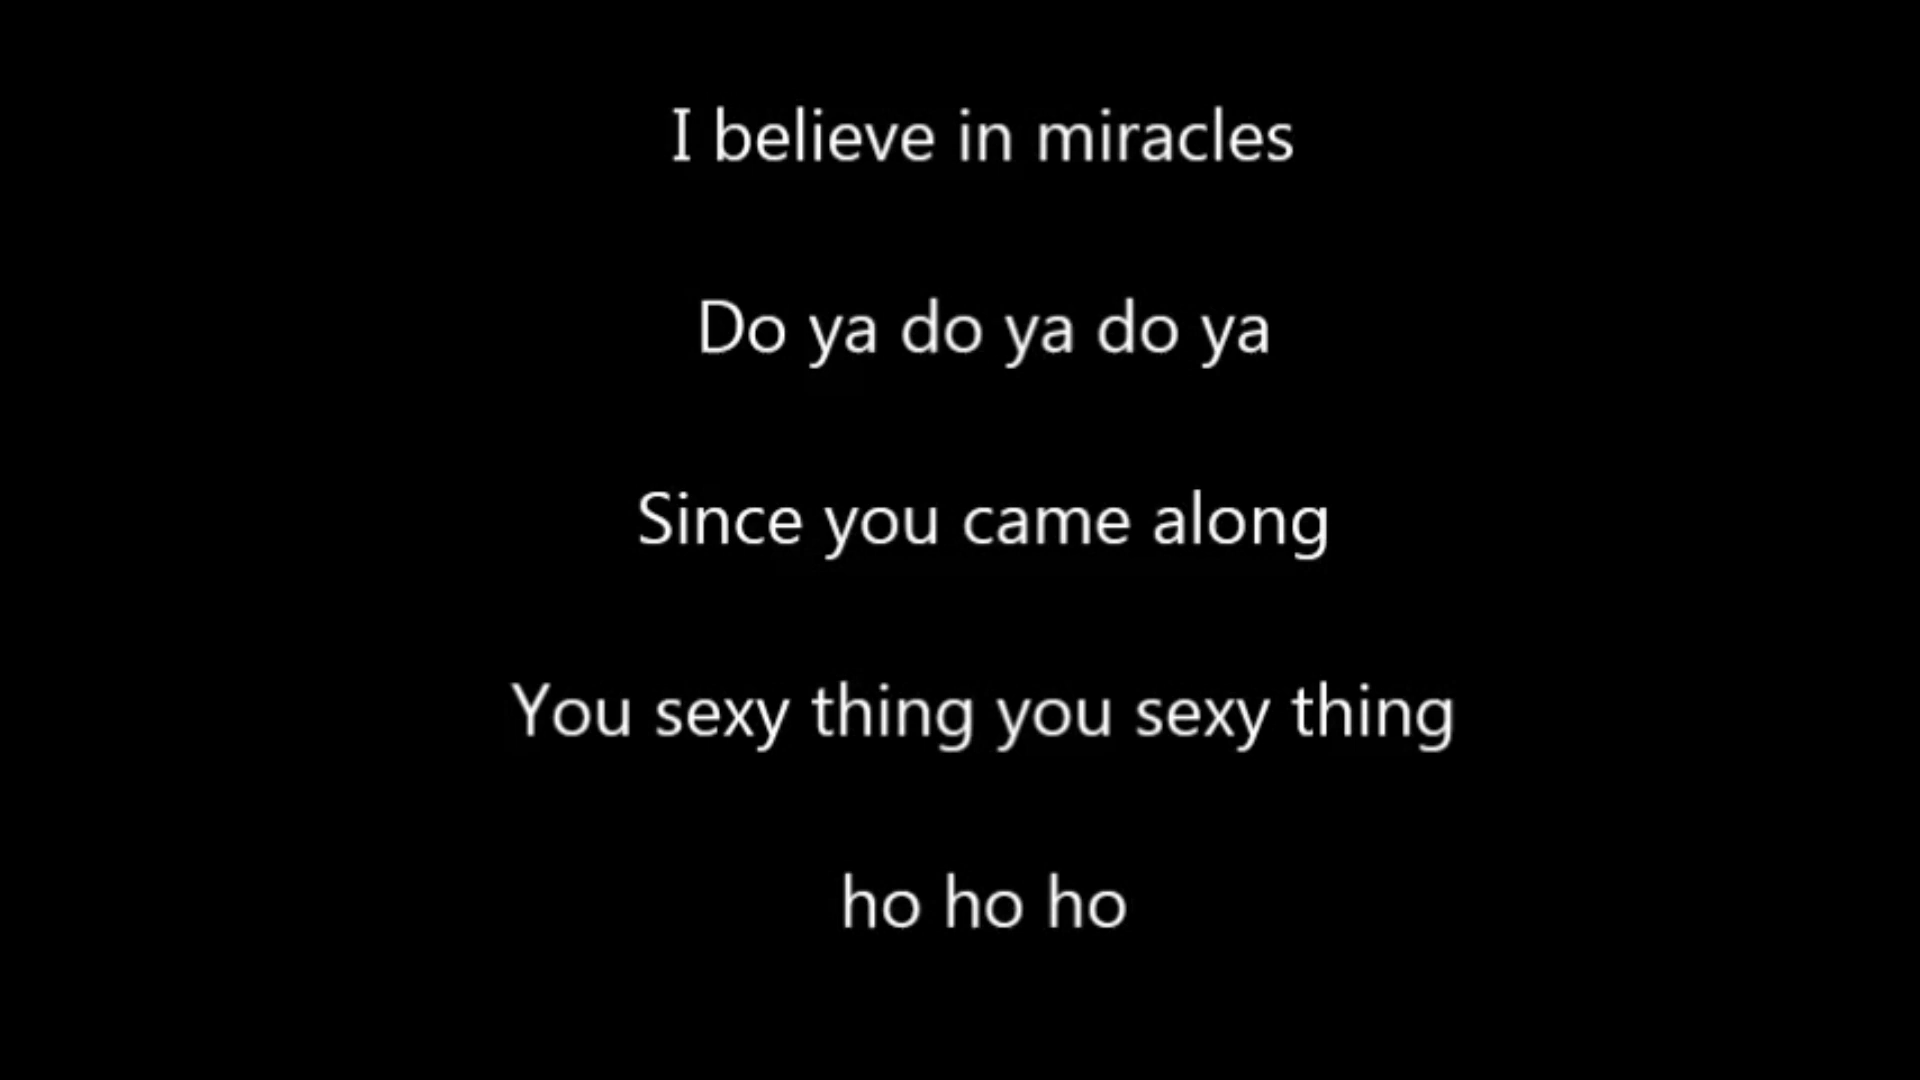 I believe in miracles
Do ya do ya do ya
Since you came along
You sexy thing you sexy thing
ho ho ho